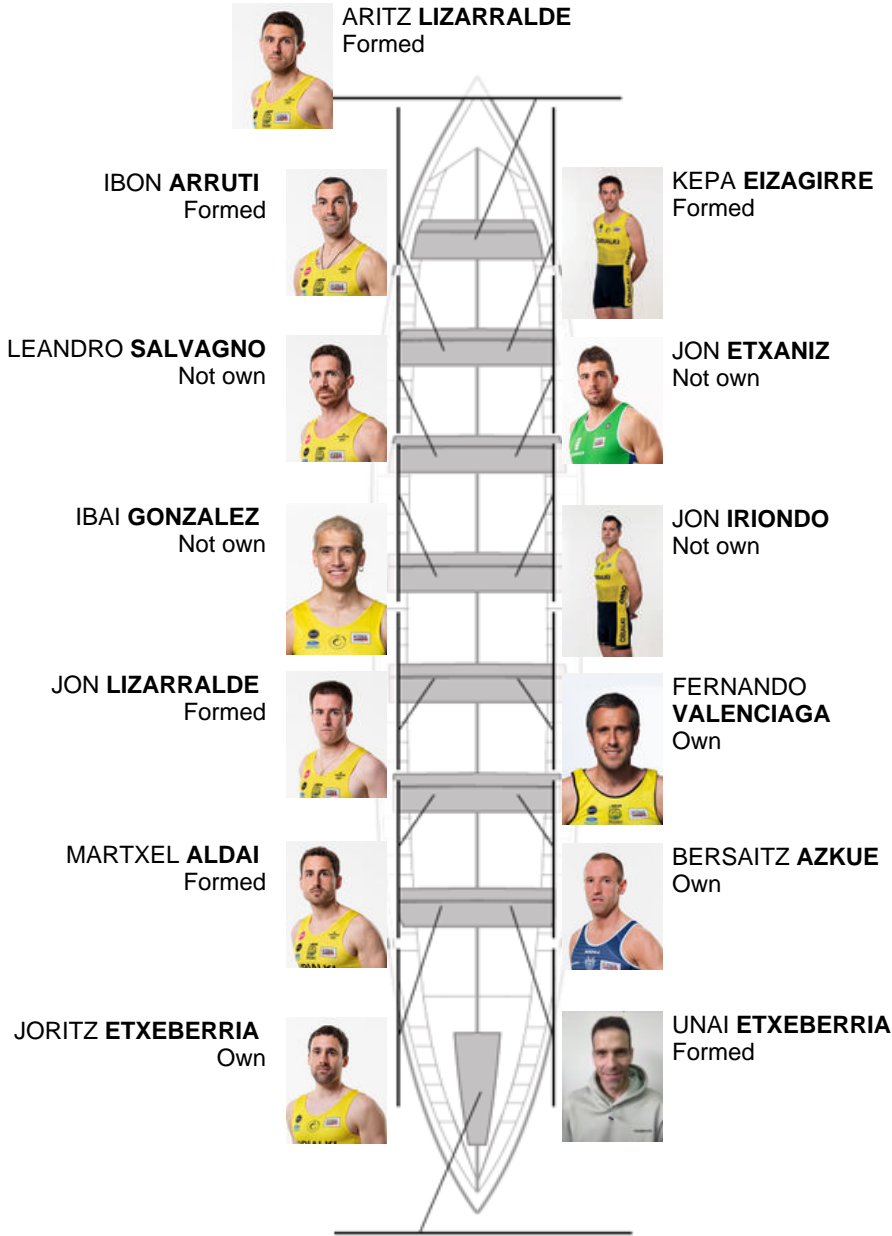 ARITZ LIZARRALDE
Formed
IBON ARRUTI
Formed
KEPA EIZAGIRRE
Formed
LEANDRO SALVAGNO
Not own
JON ETXANIZ
Not own
IBAI GONZALEZ
Not own
JON IRIONDO
Not own
JON LIZARRALDE
Formed
FERNANDO
VALENCIAGA
Own
MARTXEL ALDAI
Formed
BERSAITZ AZKUE
Own
JORITZ ETXEBERRIA
Own
UNAI ETXEBERRIA
Formed